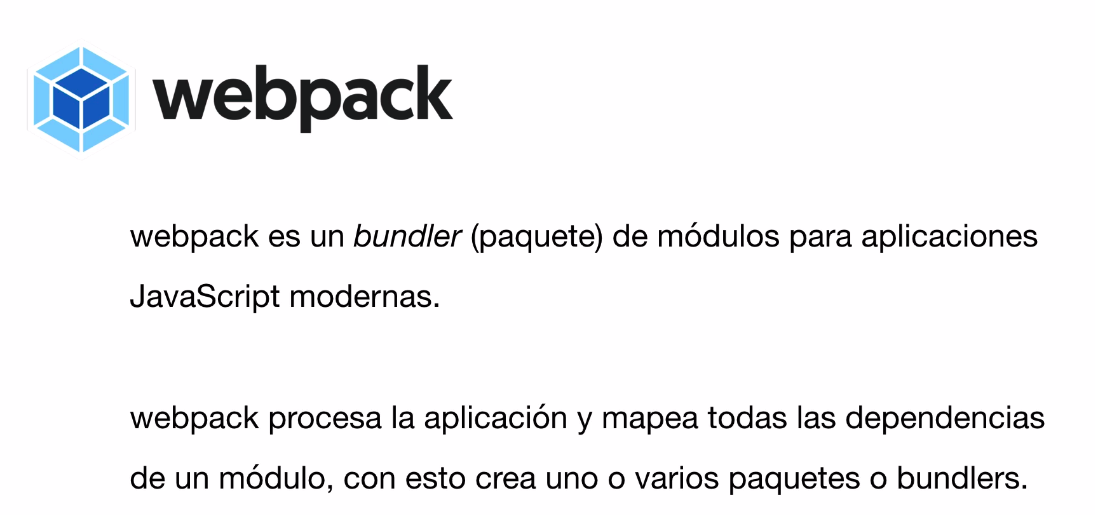 webpack
webpack es un bundler (paquete) de módulos para aplicaciones
JavaScript modernas.
webpack procesa la aplicación y mapea todas las dependencias
de un módulo, con esto crea uno o varios paquetes o bundlers.